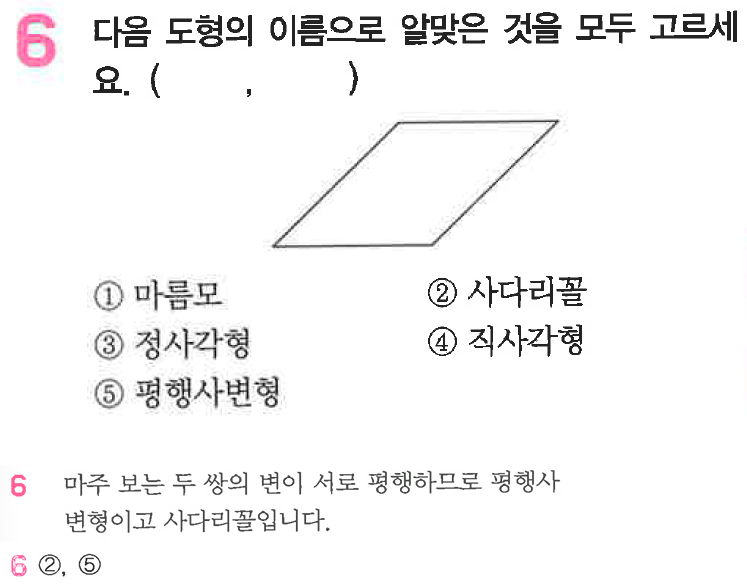 6 다음 도형의 이름으로 알맞은 것을 모두 고르세
요. (      ,      )
① 마름모 ② 사다리꼴
③ 정사각형 ④ 직사각형
⑤ 평행사변형
6 마주 보는 두 쌍의 변이 서로 평행하므로 평행사
변형이고 사다리꼴입니다.
6 ②, ⑤